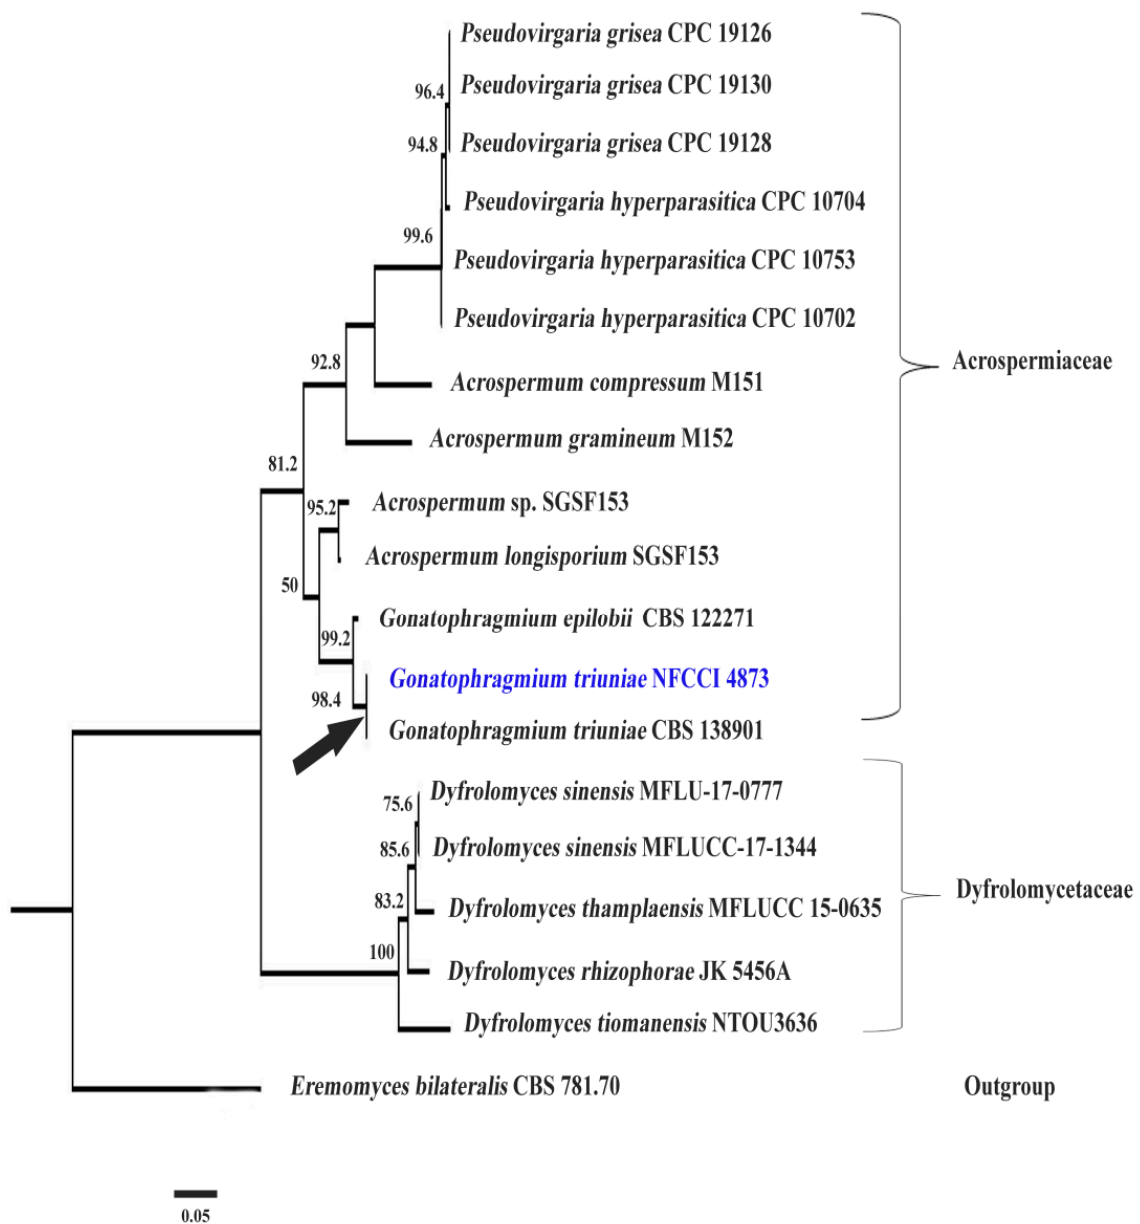 Pseudovirgaria grisea CPC 19126
96.4
Pseudovirgaria grisea CPC 19130
94.8
Pseudovirgaria grisea CPC 19128
Pseudovirgaria hyperparasitica CPC 10704
99.6
Pseudovirgaria hyperparasitica CPC 10753
Pseudovirgaria hyperparasitica CPC 10702
92.8
Acrospermiaceae
Acrospermum compressum M151
Acrospermum gramineum M152
81.2
95.2
Acrospermum sp. SGSF153
Acrospermum longisporium SGSF153
50
Gonatophragmium epilobii CBS 122271
99.2
Gonatophragmium triuniae NFCCI 4873
98.4
Gonatophragmium triuniae CBS 138901
Dyfrolomyces sinensis MFLU-17-0777
75.6
Dyfrolomyces sinensis MFLUCC-17-1344
85.6
Dyfrolomycetaceae
83.2
Dyfrolomyces thamplaensis MFLUCC 15-0635
100
Dyfrolomyces rhizophorae JK 5456A
Dyfrolomyces tiomanensis NTOU3636
Eremomyces bilateralis CBS 781.70
Outgroup
0.05